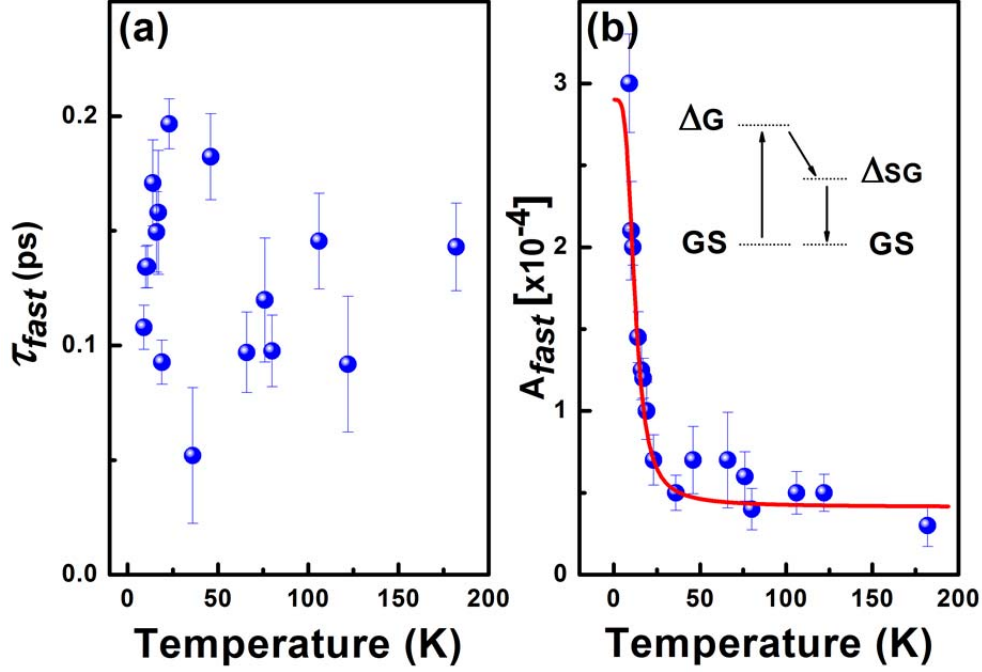 (a)
0.2
0.1
0.0
τfast (ps)
0 50 100 150 200
Temperature (K)
(b)
3
2
1
0
Afast [x10-4]
ΔG
ΔSG
GS GS
0 50 100 150 200
Temperature (K)